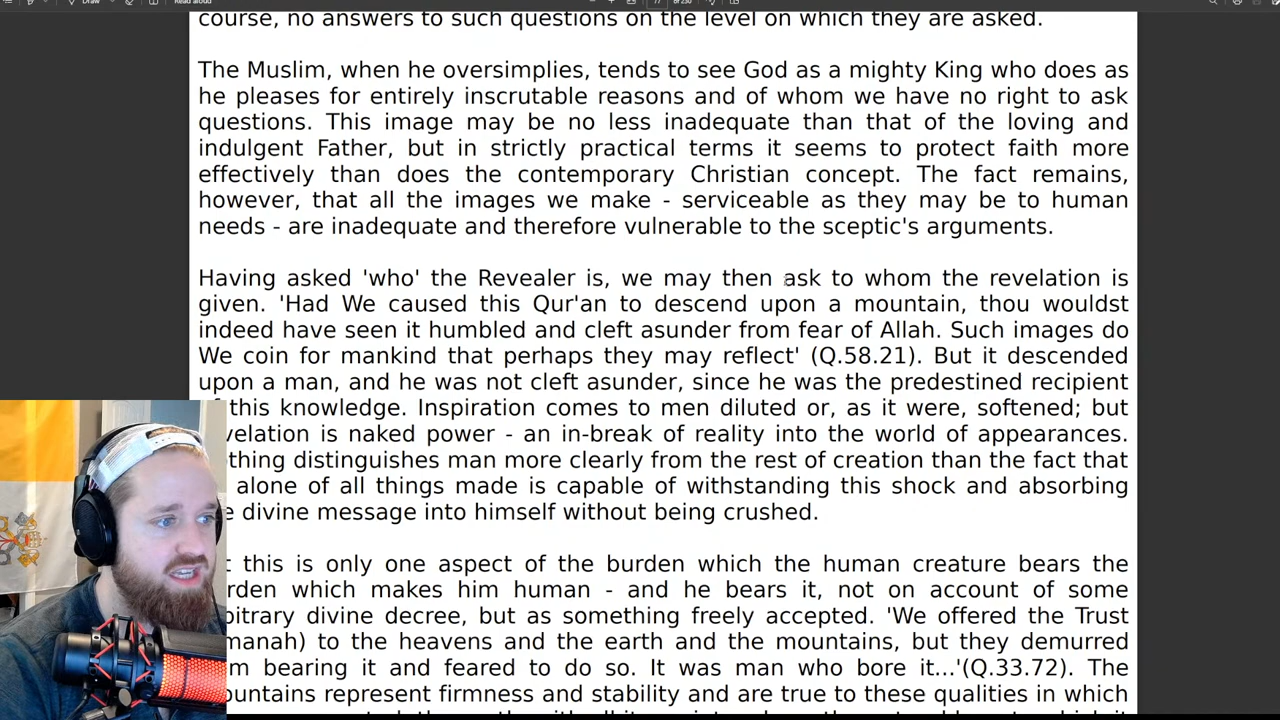 Draw
Read aloud
77
of 250
course, no answers to such questions on the level on which they are asked.
The Muslim, when he oversimplies, tends to see God as a mighty King who does as
he pleases for entirely inscrutable reasons and of whom we have no right to ask
questions. This image may be no less inadequate than that of the loving and
indulgent Father, but in strictly practical terms it seems to protect faith more
effectively than does the contemporary Christian concept. The fact remains,
however, that all the images we make - serviceable as they may be to human
needs - are inadequate and therefore vulnerable to the sceptic's arguments.
Having asked 'who' the Revealer is, we may then ask to whom the revelation is
given. 'Had We caused this Qur'an to descend upon a mountain, thou wouldst
indeed have seen it humbled and cleft asunder from fear of Allah. Such images do
We coin for mankind that perhaps they may reflect' (Q.58.21). But it descended
upon a man, and he was not cleft asunder, since he was the predestined recipient
this knowledge. Inspiration comes to men diluted or, as it were, softened; but
velation is naked power - an in-break of reality into the world of appearances.
thing distinguishes man more clearly from the rest of creation than the fact that
alone of all things made is capable of withstanding this shock and absorbing
divine message into himself without being crushed.
this is only one aspect of the burden which the human creature bears the
rden which makes him human - and he bears it, not on account of some
bitrary divine decree, but as something freely accepted. 'We offered the Trust
manah) to the heavens and the earth and the mountains, but they demurred
m bearing it and feared to do so. It was man who bore it...'(Q.33.72). The
ountains represent firmness and stability and are true to these qualities in which